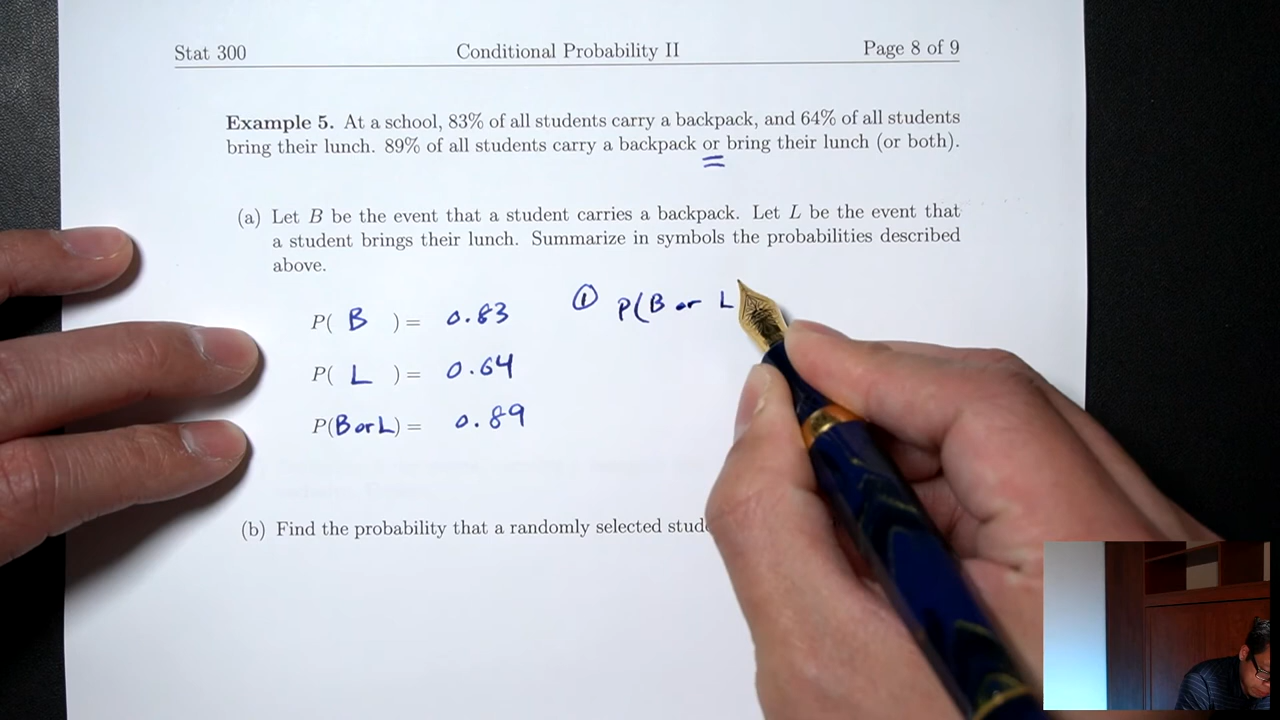 Stat 300 Conditional Probability II Page 8 of 9
Example 5. At a school, 83% of all students carry a backpack, and 64% of all students
bring their lunch. 89% of all students carry a backpack or bring their lunch (or both).
(a) Let B be the event that a student carries a backpack. Let L be the event that
a student brings their lunch. Summarize in symbols the probabilities described
above.
P( B ) = 0.83 ① P(B or L
P( L ) = 0.64
P(B or L) = 0.89
(b) Find the probability that a randomly selected